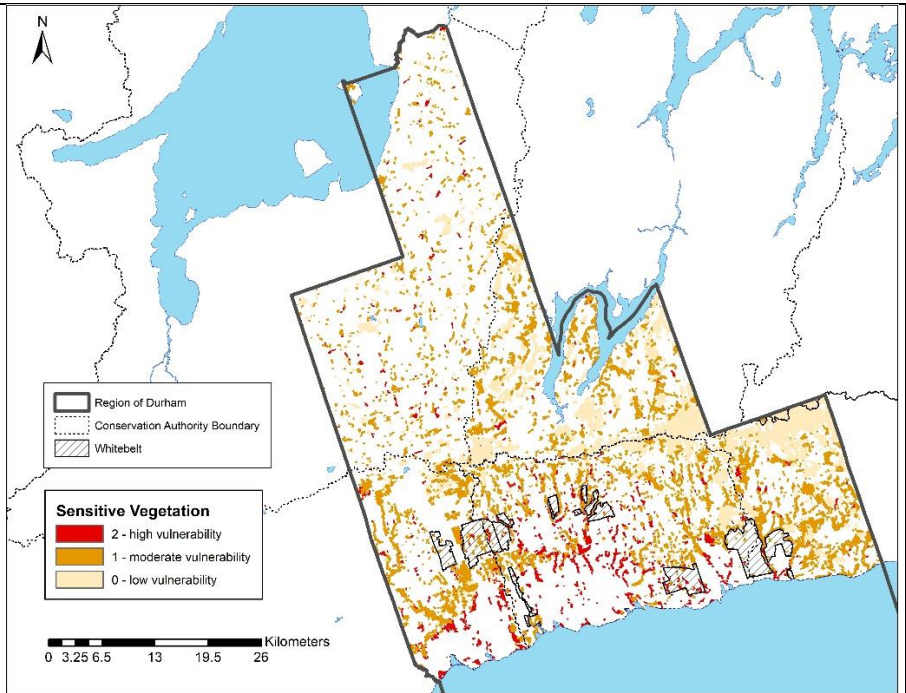 N
Region of Durham
Conservation Authority Boundary
Whitebelt
Sensitive Vegetation
2 - high vulnerability
1 - moderate vulnerability
0 - low vulnerability
Kilometers
0 3.25 6.5 13 19.5 26